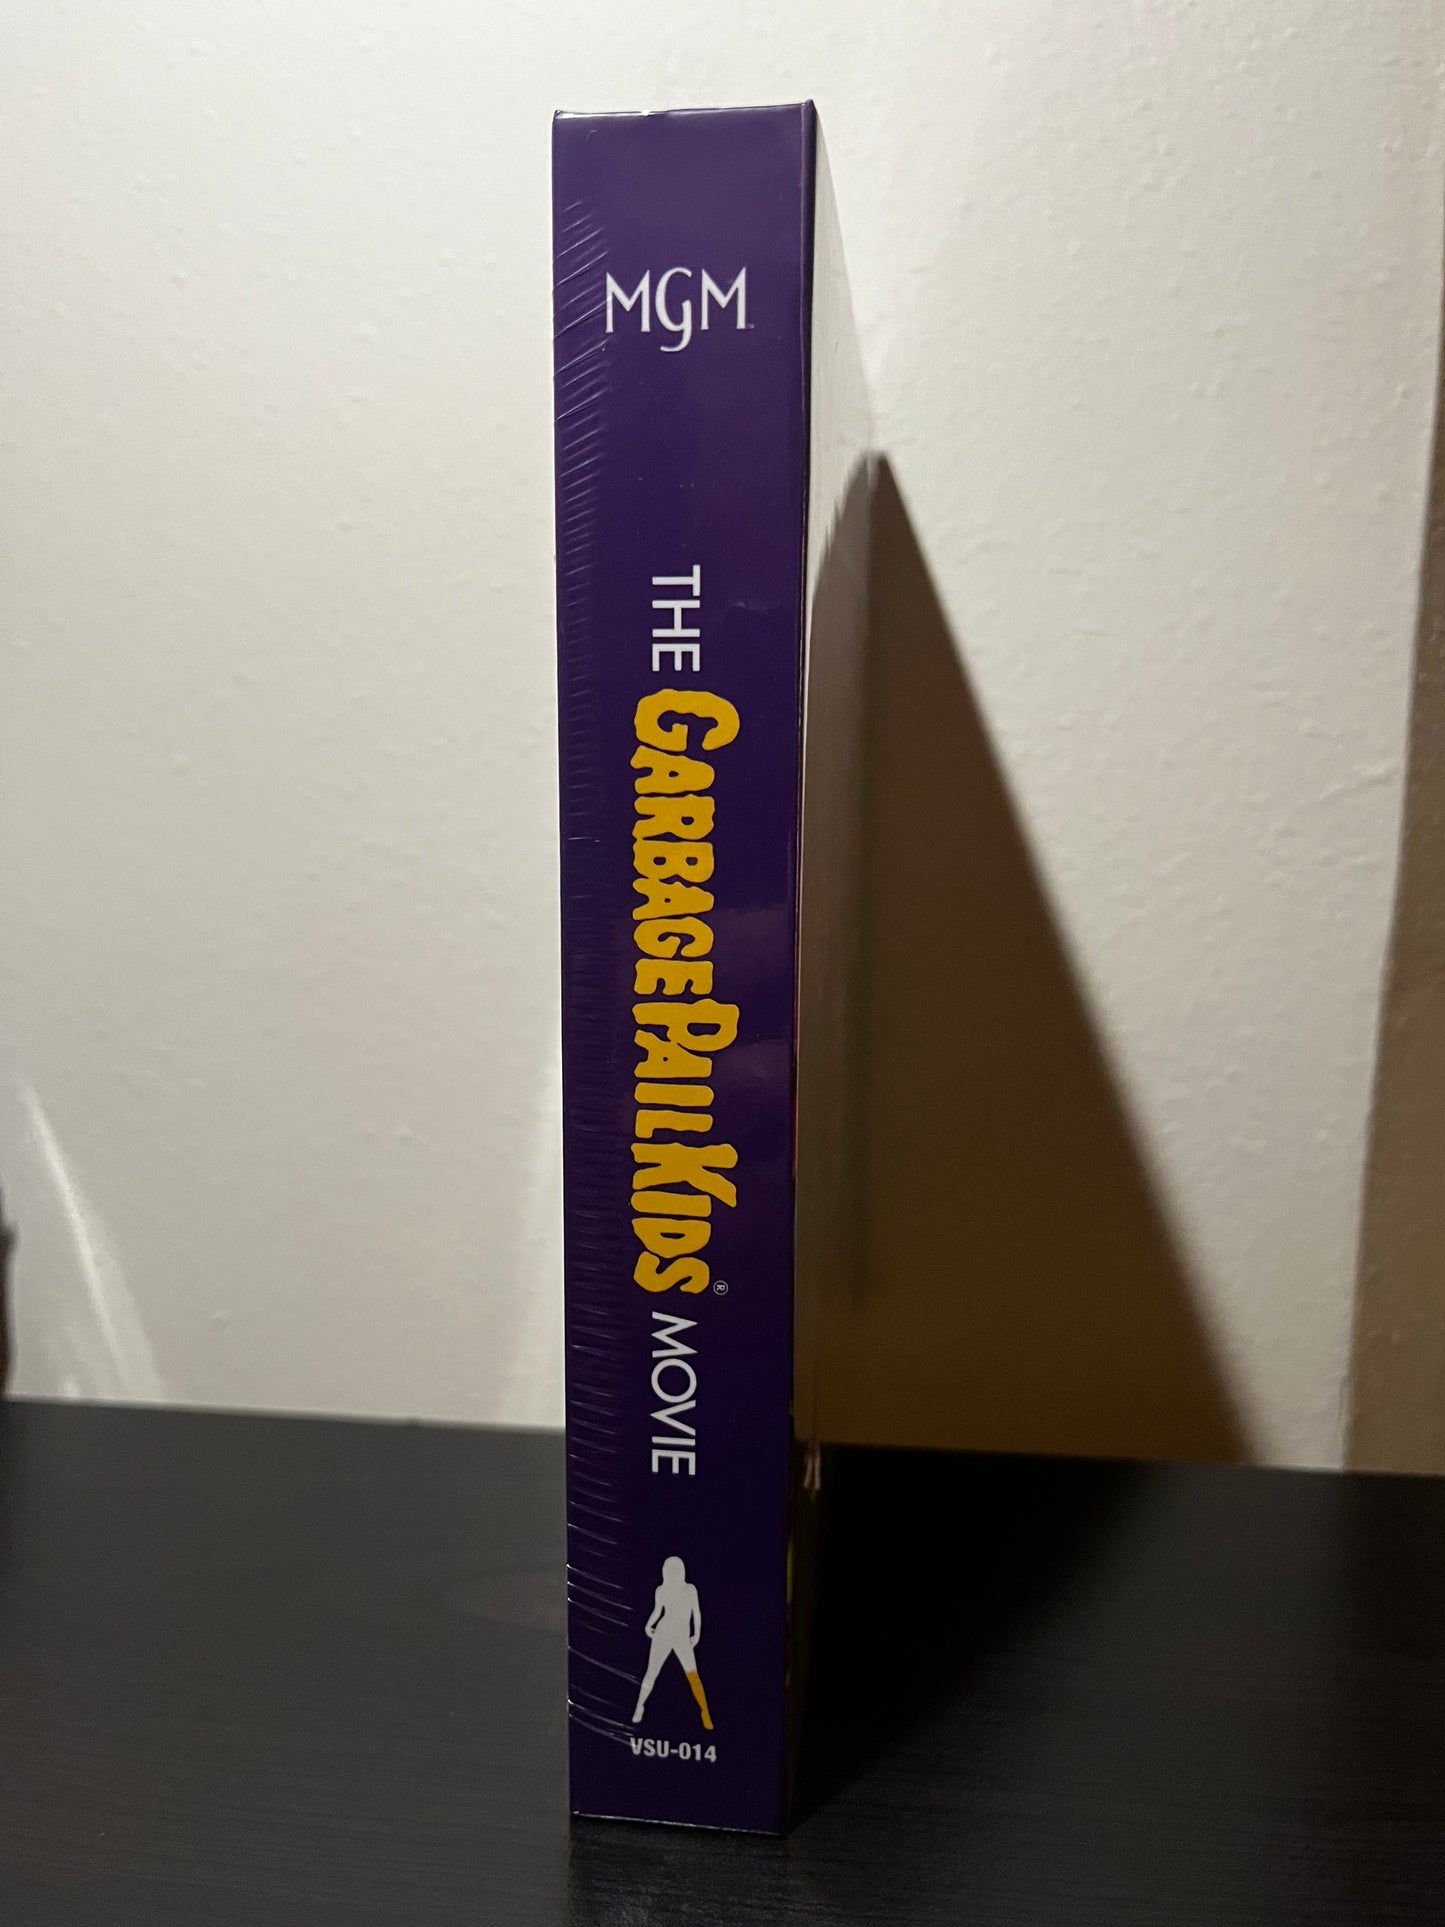 MGM
THE GARBAGE PAIL KIDS® MOVIE
VSU-014